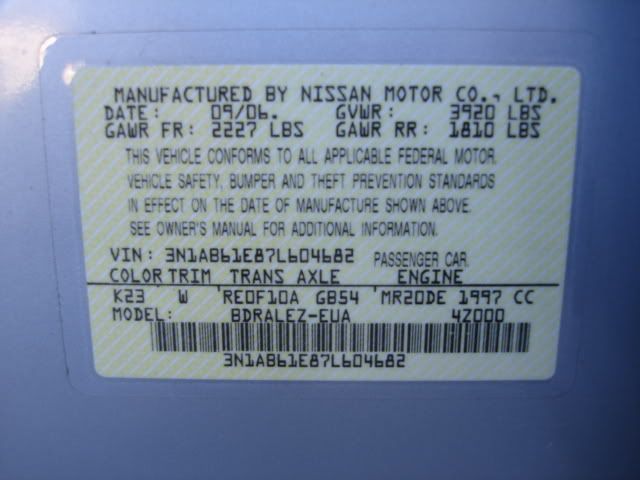 MANUFACTURED BY NISSAN MOTOR CO., LTD.
DATE: 09/06. GVWR: 3920 LBS
GAWR FR: 2227 LBS GAWR RR: 1810 LBS
THIS VEHICLE CONFORMS TO ALL APPLICABLE FEDERAL MOTOR
VEHICLE SAFETY, BUMPER AND THEFT PREVENTION STANDARDS
IN EFFECT ON THE DATE OF MANUFACTURE SHOWN ABOVE.
SEE OWNER'S MANUAL FOR ADDITIONAL INFORMATION.
VIN: 3N1AB61E87L604682 PASSENGER CAR.
COLOR TRIM TRANS AXLE ENGINE
K23 W RE0F10A GB54 MR20DE 1997 CC
MODEL: BDRALEZ-EUA 4Z000
3N1AB61E87L604682